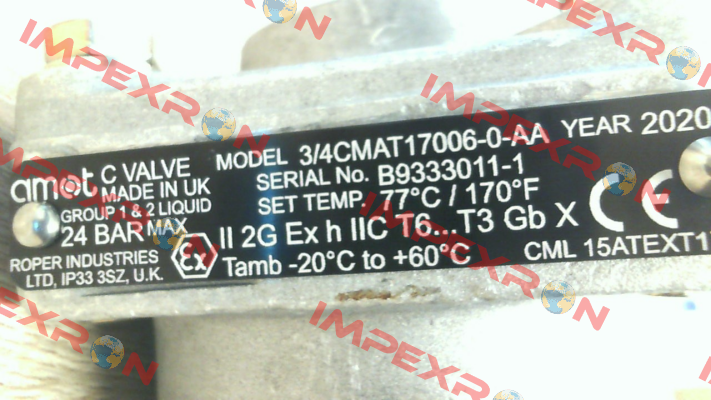 amot C VALVE
MADE IN UK
GROUP 1 & 2 LIQUID
24 BAR MAX
ROPER INDUSTRIES
LTD, IP33 3SZ, U.K.
MODEL 3/4CMAT17006-0-AA YEAR 2020
SERIAL No. B9333011-1
SET TEMP. 77°C / 170°F
Ex II 2G Ex h IIC T6...T3 Gb X CE
Tamb -20°C to +60°C CML 15ATEXT1
IMPEXRON
IMPEXRON
IMPEXRON
IMPEXRON
IMPEXRON
IMPEXRON
IMPEXRON